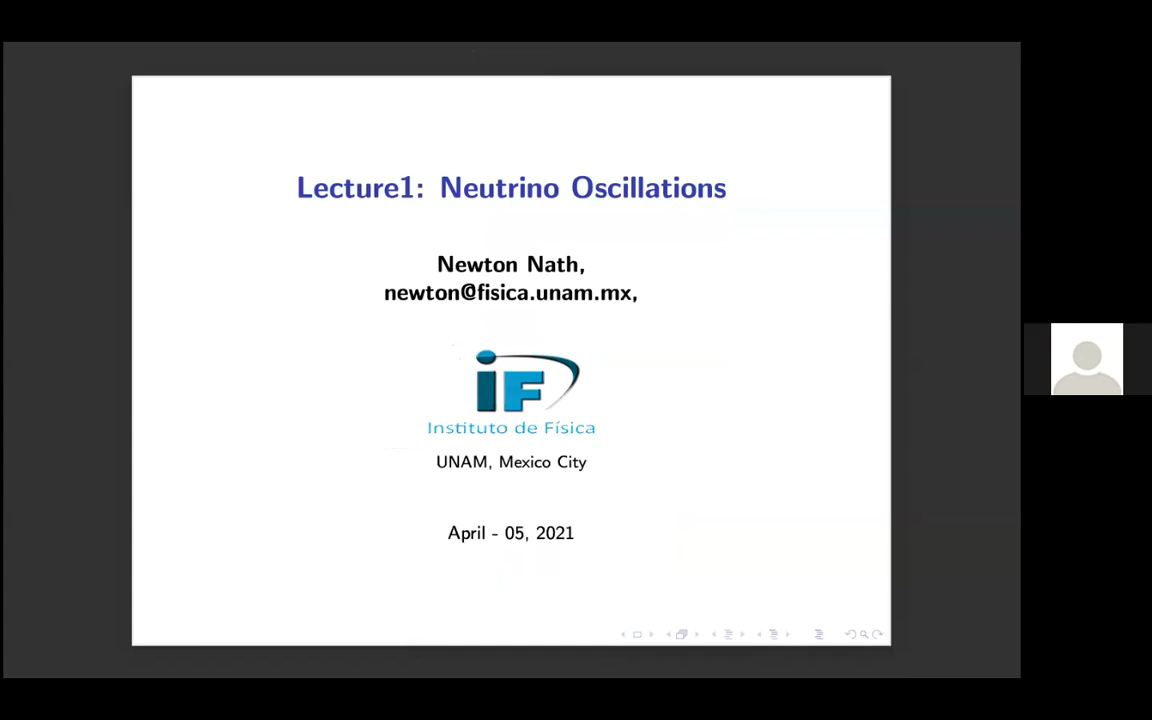 Lecture1: Neutrino Oscillations
Newton Nath,
newton@fisica.unam.mx,
iF
Instituto de Física
UNAM, Mexico City
April - 05, 2021